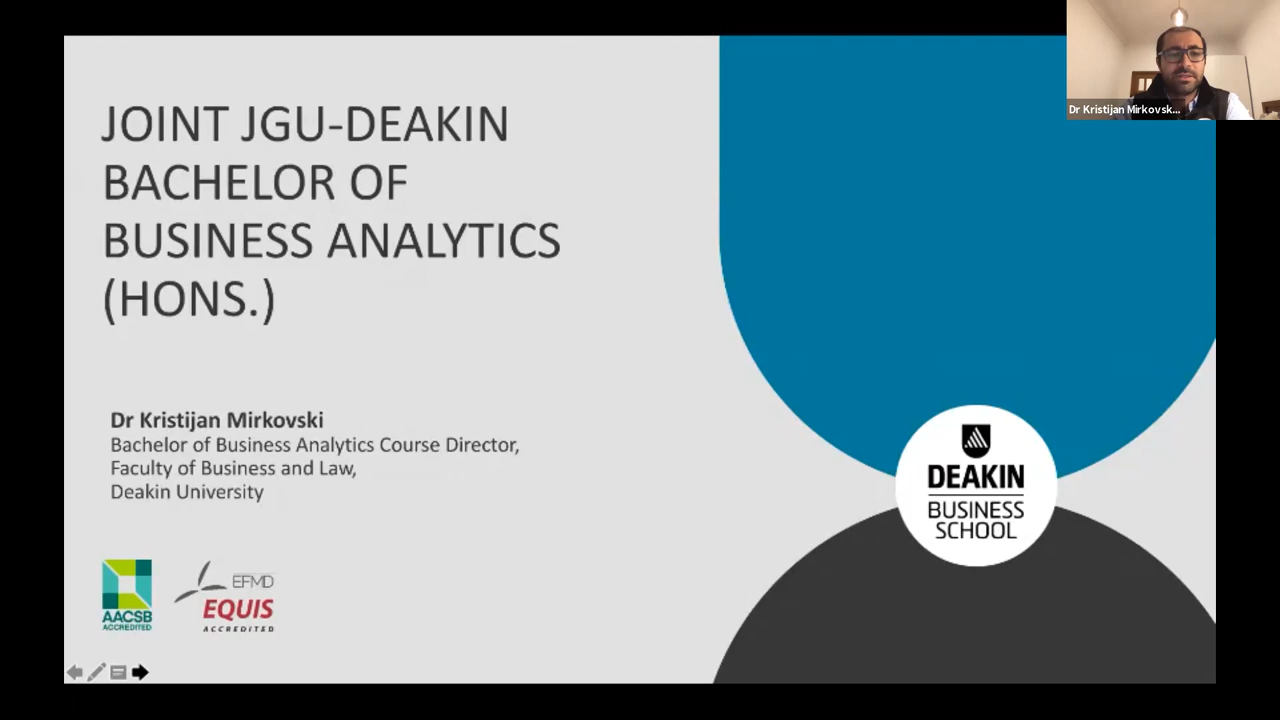 JOINT JGU-DEAKIN
BACHELOR OF
BUSINESS ANALYTICS
(HONS.)
Dr Kristijan Mirkovski
Bachelor of Business Analytics Course Director,
Faculty of Business and Law,
Deakin University
AACSB
ACCREDITED
EFMD
EQUIS
ACCREDITED
DEAKIN
BUSINESS
SCHOOL
Dr Kristijan Mirkovsk...